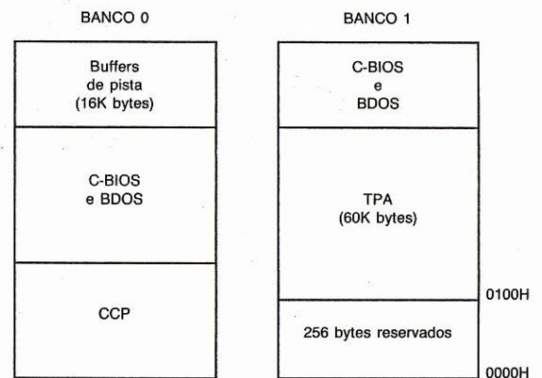 BANCO 0
Buffers
de pista
(16K bytes)
C-BIOS
e BDOS
CCP
BANCO 1
C-BIOS
e
BDOS
TPA
(60K bytes)
0100H
256 bytes reservados
0000H